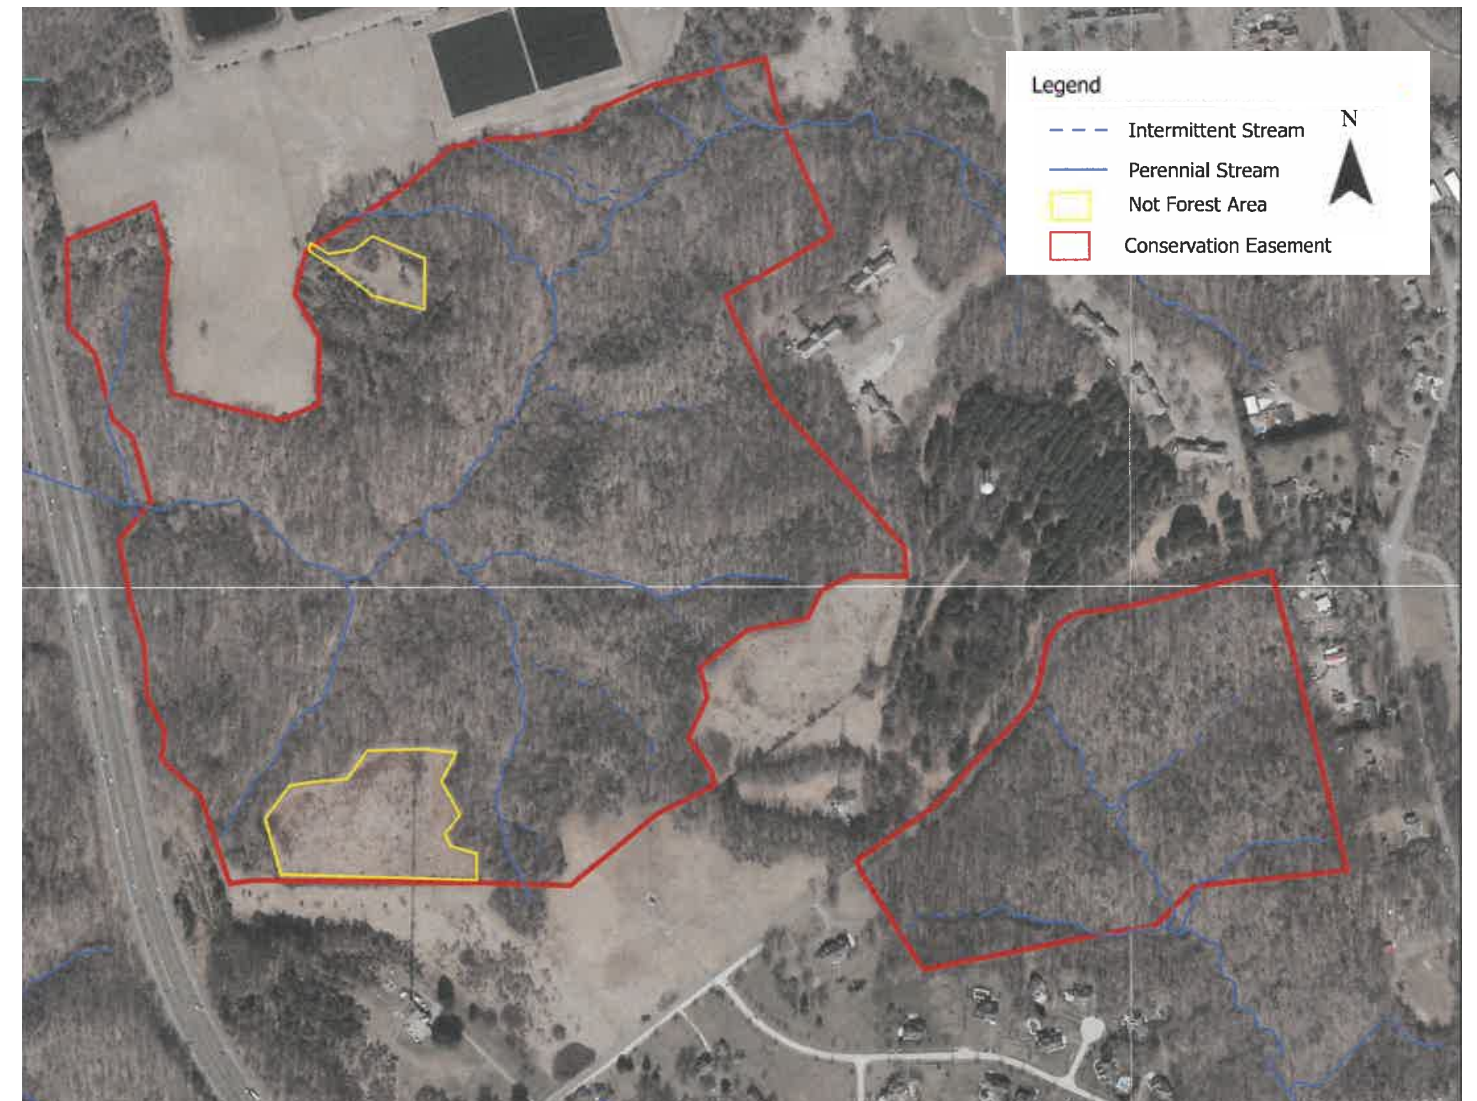 Legend
N
Intermittent Stream
Perennial Stream
Not Forest Area
Conservation Easement